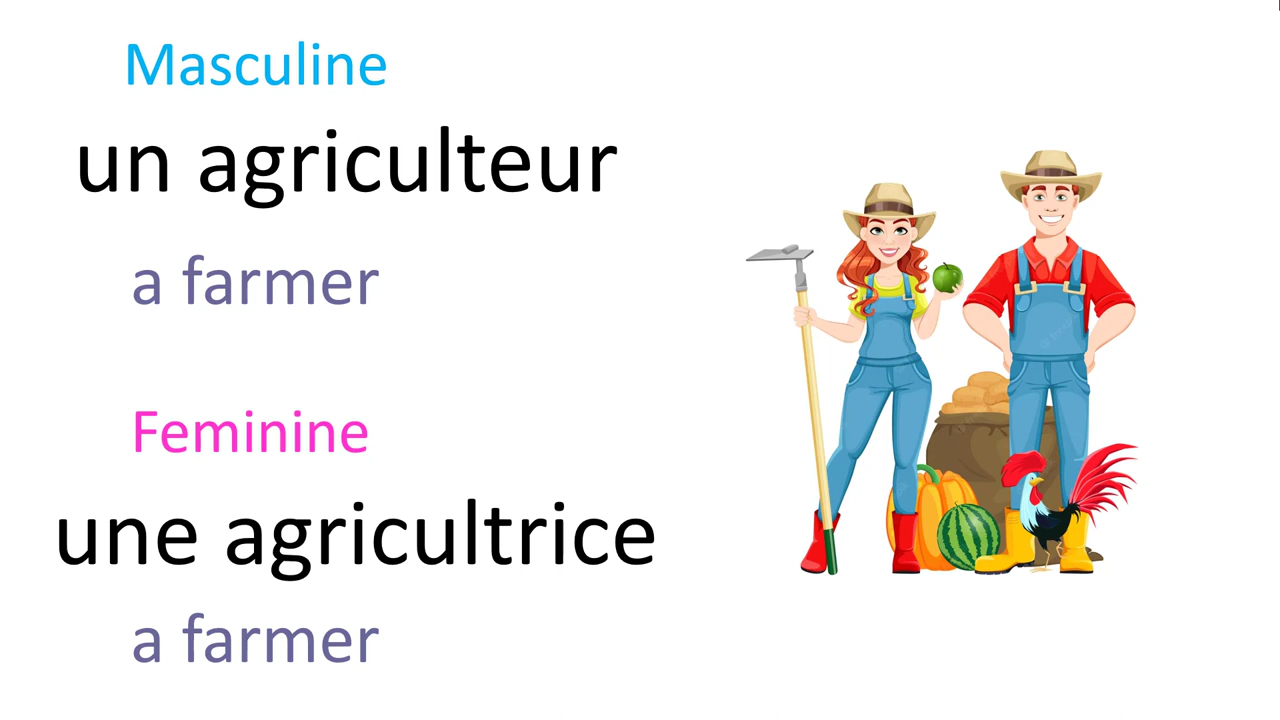 Masculine
un agriculteur
a farmer
Feminine
une agricultrice
a farmer